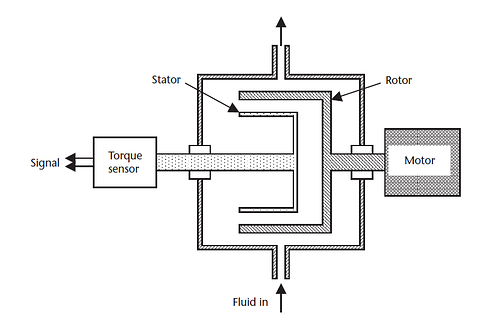 Stator
Rotor
Signal
Torque
sensor
Motor
Fluid in